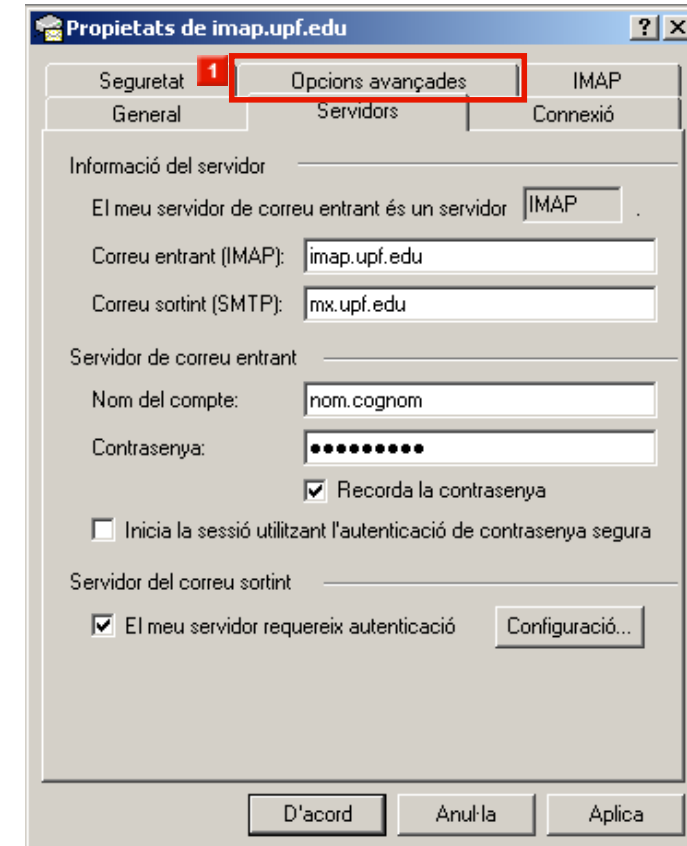 Propietats de imap.upf.edu
Seguretat 1 Opcions avançades IMAP
General Servidors Connexió
Informació del servidor
El meu servidor de correu entrant és un servidor IMAP .
Correu entrant (IMAP): imap.upf.edu
Correu sortint (SMTP): mx.upf.edu
Servidor de correu entrant
Nom del compte: nom.cognom
Contrasenya: ●●●●●●●●●
Recorda la contrasenya
Inicia la sessió utilitzant l'autenticació de contrasenya segura
Servidor del correu sortint
El meu servidor requereix autenticació Configuració...
D'acord Anul·la Aplica